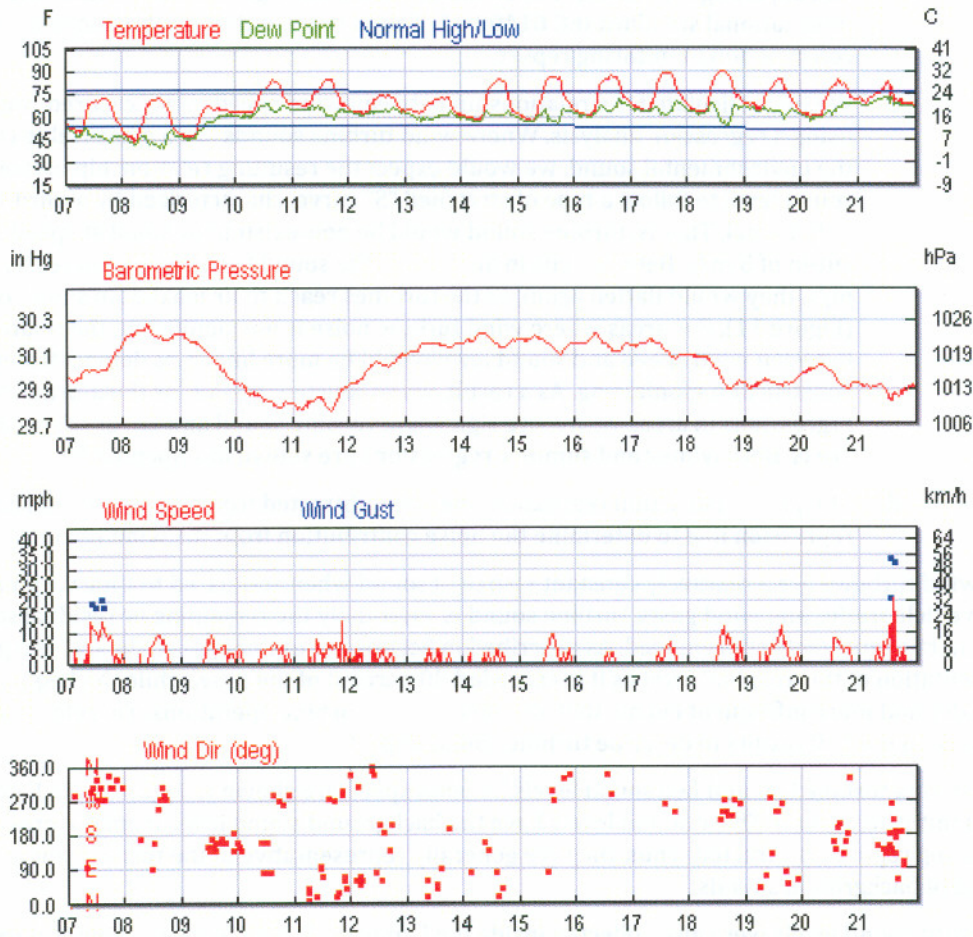 F C
Temperature Dew Point Normal High/Low
105 41
90 32
75 24
60 16
45 7
30 -1
15 -9
07 08 09 10 11 12 13 14 15 16 17 18 19 20 21
in Hg hPa
Barometric Pressure
30.3 1026
30.1 1019
29.9 1013
29.7 1006
07 08 09 10 11 12 13 14 15 16 17 18 19 20 21
mph km/h
Wind Speed Wind Gust
40.0 64
35.0 56
30.0 48
25.0 40
20.0 32
15.0 24
10.0 16
5.0 8
0.0 0
07 08 09 10 11 12 13 14 15 16 17 18 19 20 21
Wind Dir (deg)
360.0 N
270.0 W
180.0 S
90.0 E
0.0 N
07 08 09 10 11 12 13 14 15 16 17 18 19 20 21